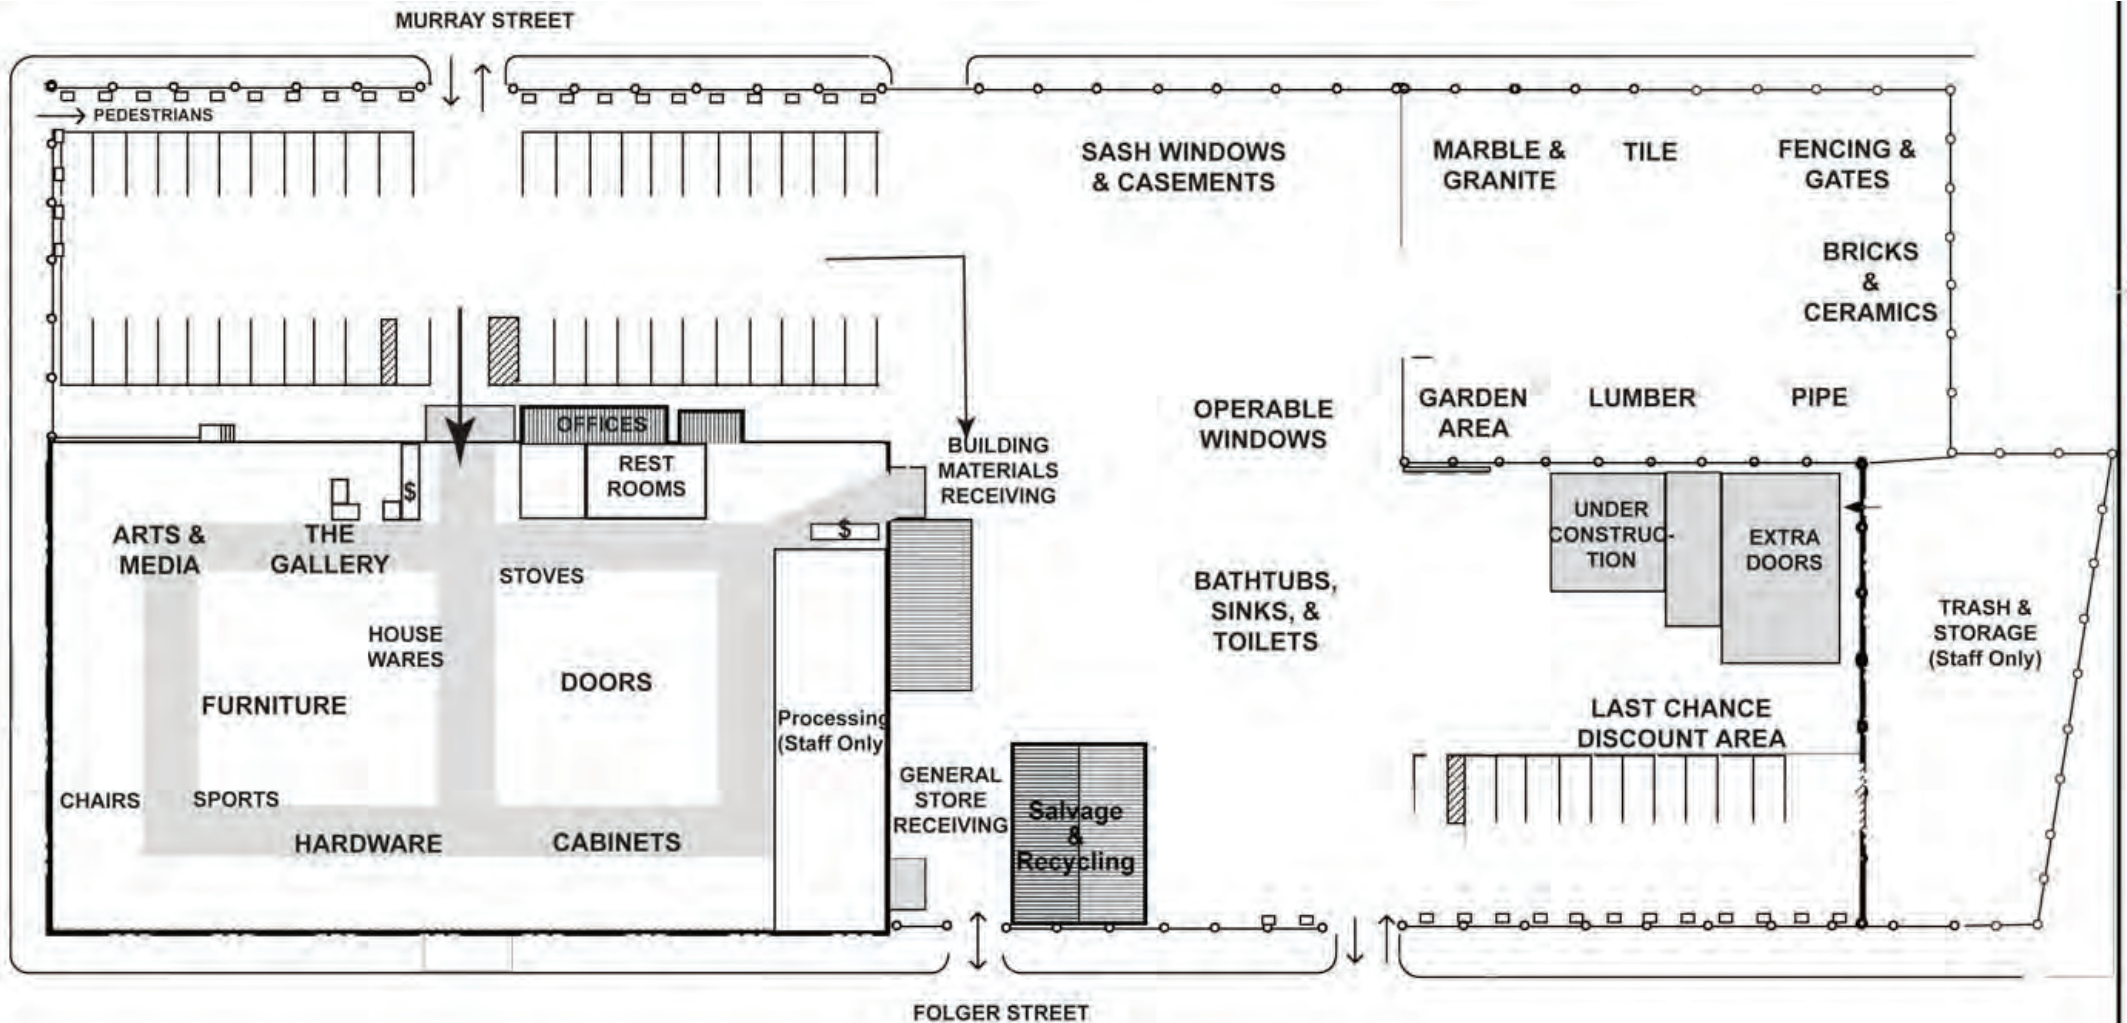 MURRAY STREET
PEDESTRIANS
SASH WINDOWS
& CASEMENTS
MARBLE &
GRANITE
TILE
FENCING &
GATES
BRICKS
&
CERAMICS
GARDEN
AREA
LUMBER
PIPE
OPERABLE
WINDOWS
OFFICES
REST
ROOMS
BUILDING
MATERIALS
RECEIVING
$
$
ARTS &
MEDIA
THE
GALLERY
STOVES
UNDER
CONSTRUC-
TION
EXTRA
DOORS
BATHTUBS,
SINKS, &
TOILETS
TRASH &
STORAGE
(Staff Only)
HOUSE
WARES
FURNITURE
DOORS
Processing
(Staff Only
LAST CHANCE
DISCOUNT AREA
CHAIRS
SPORTS
HARDWARE
CABINETS
GENERAL
STORE
RECEIVING
Salvage
&
Recycling
FOLGER STREET